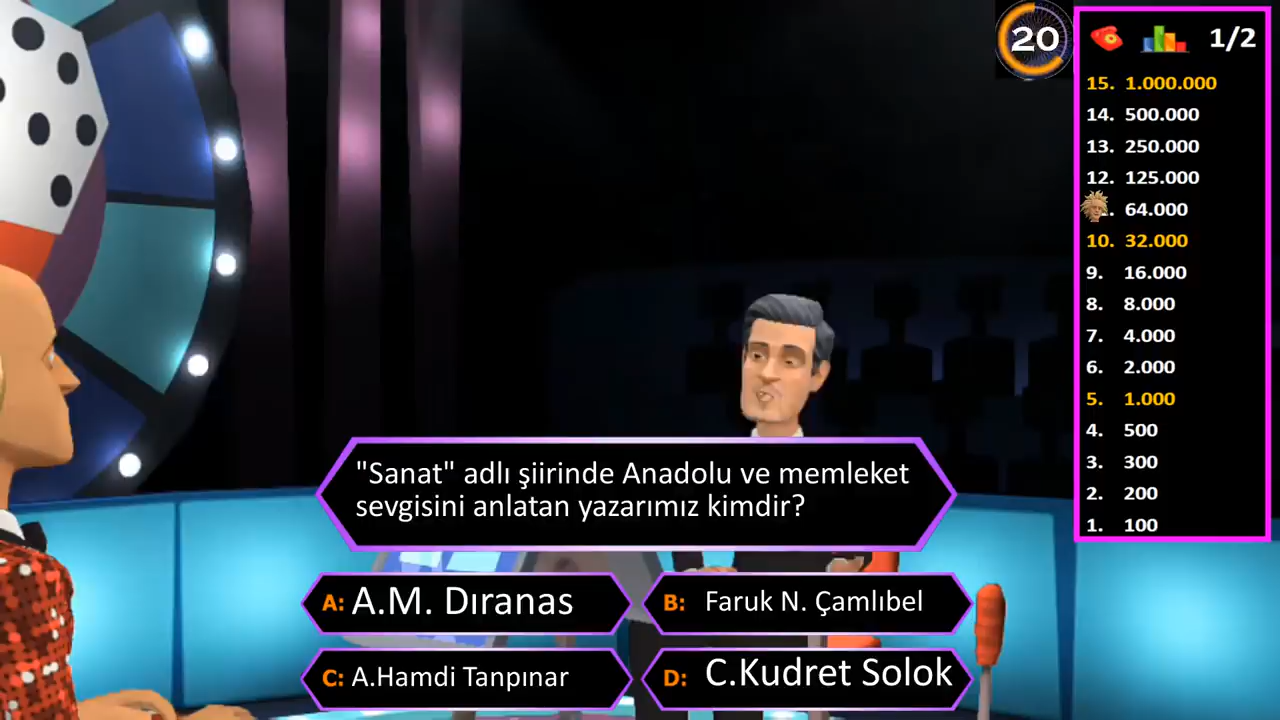 20
1/2
15. 1.000.000
14. 500.000
13. 250.000
12. 125.000
. 64.000
10. 32.000
9. 16.000
8. 8.000
7. 4.000
6. 2.000
5. 1.000
4. 500
3. 300
2. 200
1. 100
"Sanat" adlı şiirinde Anadolu ve memleket
sevgisini anlatan yazarımız kimdir?
A: A.M. Dıranas
B: Faruk N. Çamlıbel
C: A.Hamdi Tanpınar
D: C.Kudret Solok